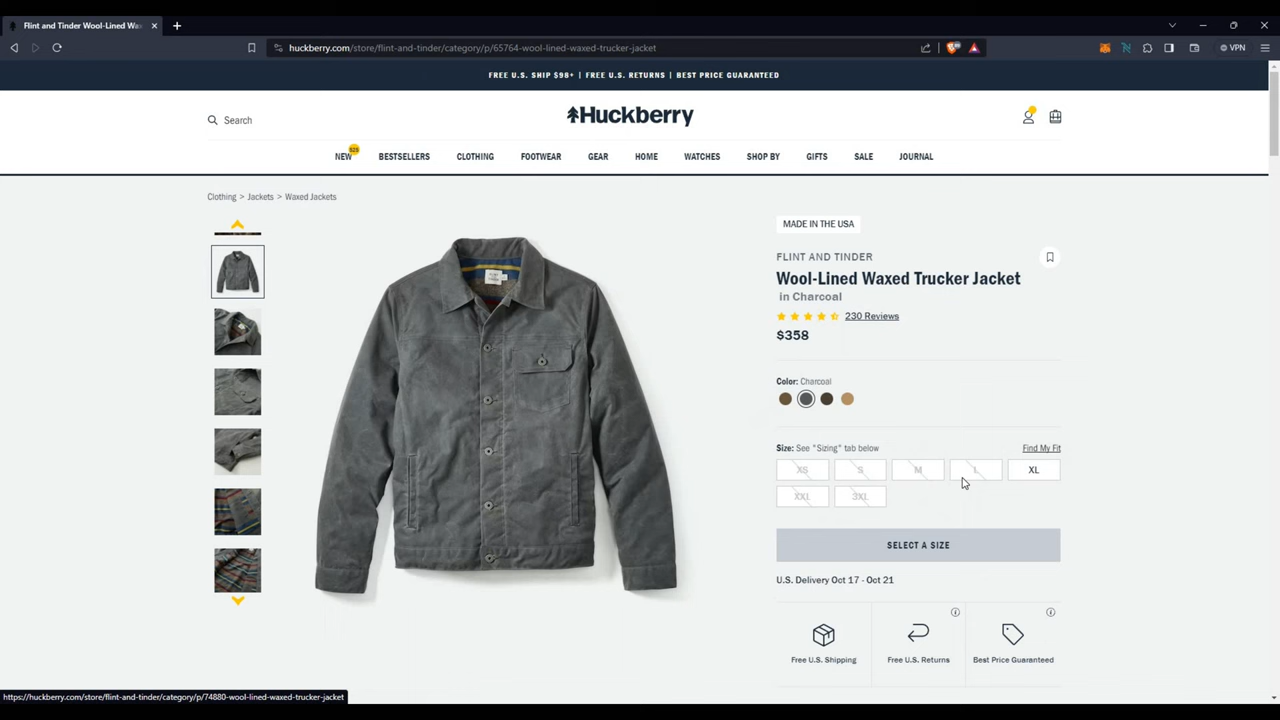 Flint and Tinder Wool-Lined Wa
huckberry.com/store/flint-and-tinder/category/p/65764-wool-lined-waxed-trucker-jacket
VPN
FREE U.S. SHIP $98+ | FREE U.S. RETURNS | BEST PRICE GUARANTEED
Search
Huckberry
NEW
BESTSELLERS
CLOTHING
FOOTWEAR
GEAR
HOME
WATCHES
SHOP BY
GIFTS
SALE
JOURNAL
Clothing > Jackets > Waxed Jackets
MADE IN THE USA
FLINT AND TINDER
Wool-Lined Waxed Trucker Jacket
in Charcoal
230 Reviews
$358
Color: Charcoal
Size: See "Sizing" tab below
Find My Fit
XS
S
M
L
XL
XXL
3XL
SELECT A SIZE
U.S. Delivery Oct 17 - Oct 21
Free U.S. Shipping
Free U.S. Returns
Best Price Guaranteed
https://huckberry.com/store/flint-and-tinder/category/p/74880-wool-lined-waxed-trucker-jacket